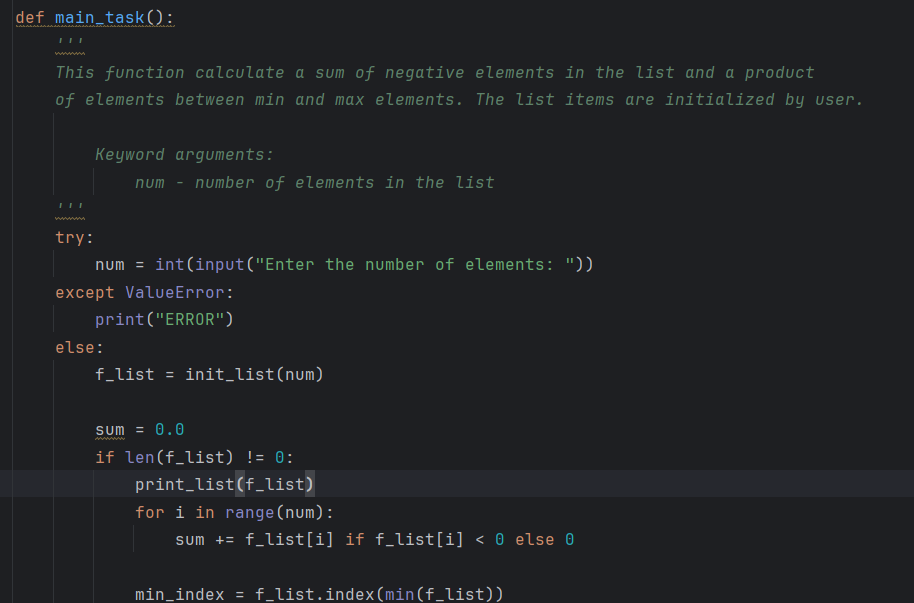 def main_task():
    '''
    This function calculate a sum of negative elements in the list and a product
    of elements between min and max elements. The list items are initialized by user.

        Keyword arguments:
            num - number of elements in the list
    '''
    try:
        num = int(input("Enter the number of elements: "))
    except ValueError:
        print("ERROR")
    else:
        f_list = init_list(num)

        sum = 0.0
        if len(f_list) != 0:
            print_list(f_list)
            for i in range(num):
                sum += f_list[i] if f_list[i] < 0 else 0

            min_index = f_list.index(min(f_list))